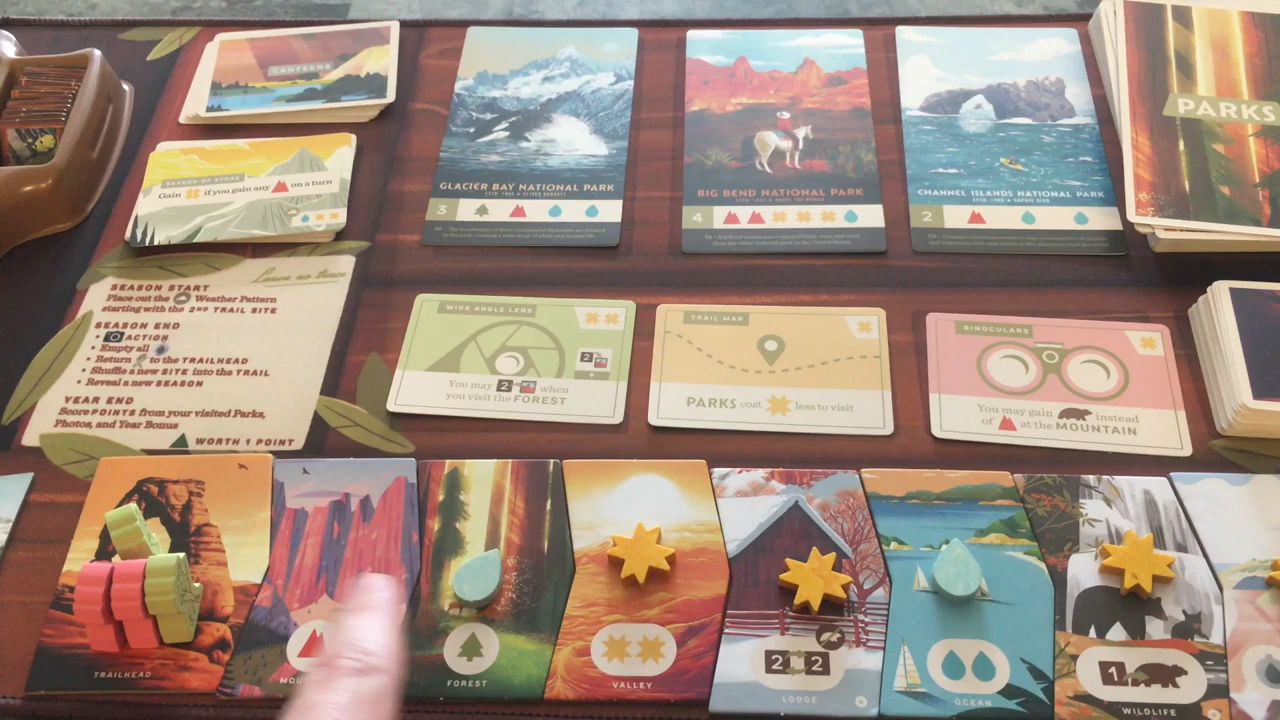 CANTEENS
SEASON OF STONE
Gain if you gain any on a turn
Leave no trace
SEASON START
Place out the Weather Pattern
starting with the 2ND TRAIL SITE
SEASON END
• ACTION
• Empty all
• Return to the TRAILHEAD
• Shuffle a new SITE into the TRAIL
• Reveal a new SEASON
YEAR END
Score POINTS from your visited Parks,
Photos, and Year Bonus
WORTH 1 POINT
GLACIER BAY NATIONAL PARK
3
BIG BEND NATIONAL PARK
4
CHANNEL ISLANDS NATIONAL PARK
2
PARKS
WIDE ANGLE LENS
2
You may 2 when
you visit the FOREST
TRAIL MAP
PARKS cost less to visit
BINOCULARS
You may gain instead
of at the MOUNTAIN
TRAILHEAD
FOREST
VALLEY
2 2
LODGE
OCEAN
1
WILDLIFE